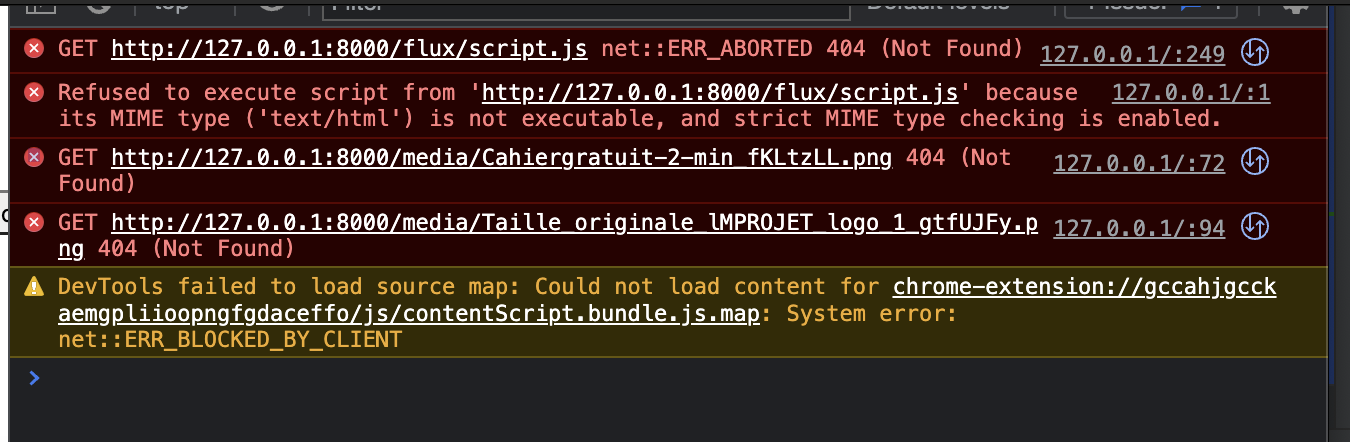 top
Filter
Default levels
1 Issue: 1
GET http://127.0.0.1:8000/flux/script.js net::ERR_ABORTED 404 (Not Found) 127.0.0.1/:249
Refused to execute script from 'http://127.0.0.1:8000/flux/script.js' because 127.0.0.1/:1
its MIME type ('text/html') is not executable, and strict MIME type checking is enabled.
GET http://127.0.0.1:8000/media/Cahiergratuit-2-min_fKLtzLL.png 404 (Not 127.0.0.1/:72
Found)
GET http://127.0.0.1:8000/media/Taille_originale_lMPROJET_logo_1_gtfUJFy.p 127.0.0.1/:94
ng 404 (Not Found)
DevTools failed to load source map: Could not load content for chrome-extension://gccahjgcck
aemgpliioopngfgdaceffo/js/contentScript.bundle.js.map: System error:
net::ERR_BLOCKED_BY_CLIENT